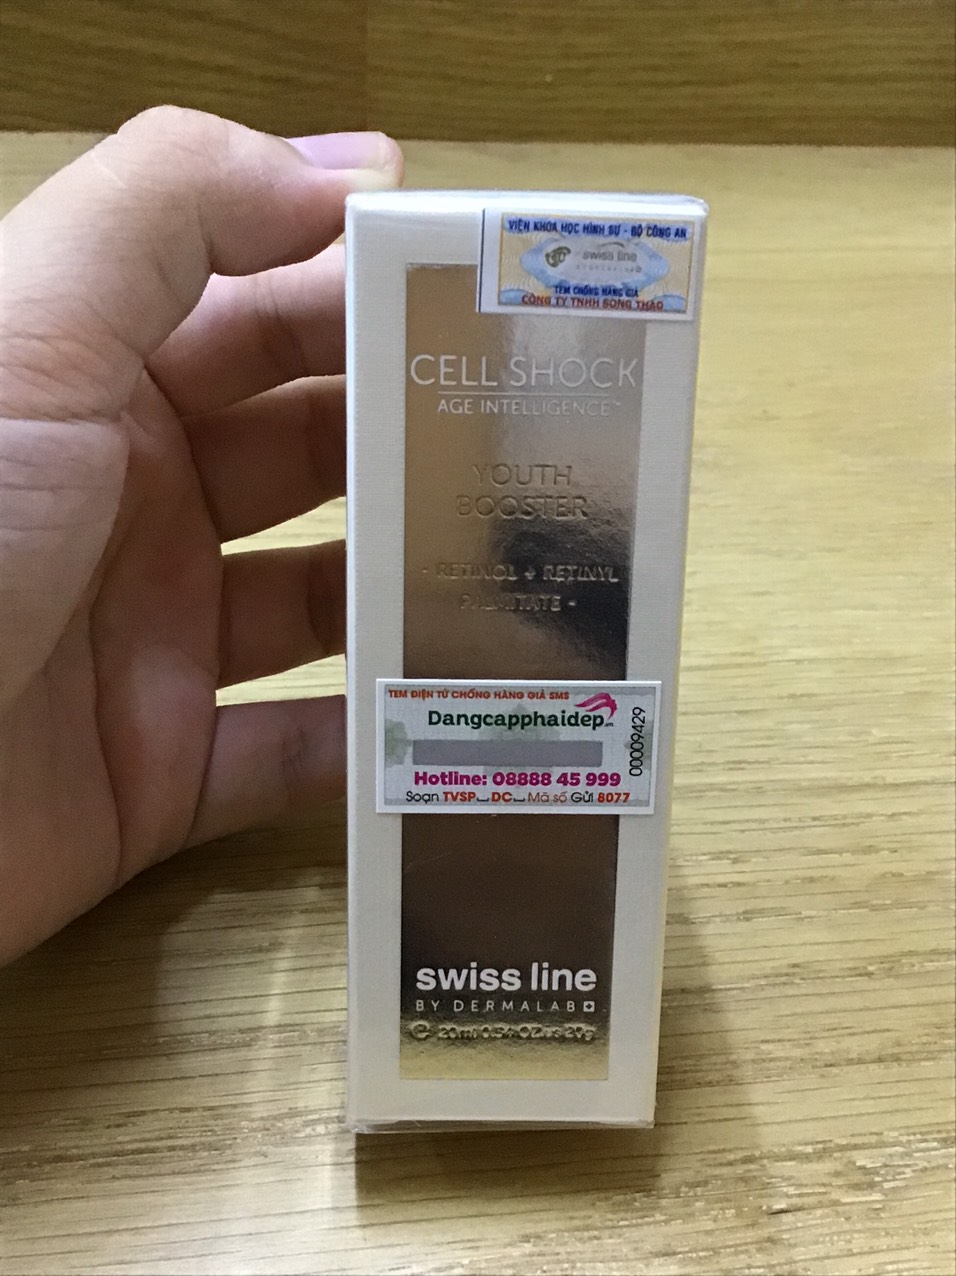 VIỆN KHOA HỌC HÌNH SỰ - BỘ CÔNG AN
swiss line
TEM CHỐNG HÀNG GIẢ
CÔNG TY TNHH SONG THẢO
CELL SHOCK
AGE INTELLIGENCE™
YOUTH
BOOSTER
- RETINOL + RETINYL
PALMITATE -
TEM ĐIỆN TỬ CHỐNG HÀNG GIẢ SMS
Dangcapphaidep
00009429
Hotline: 08888 45 999
Soạn TVSP DC Mã số Gửi 8077
swiss line
BY DERMALAB